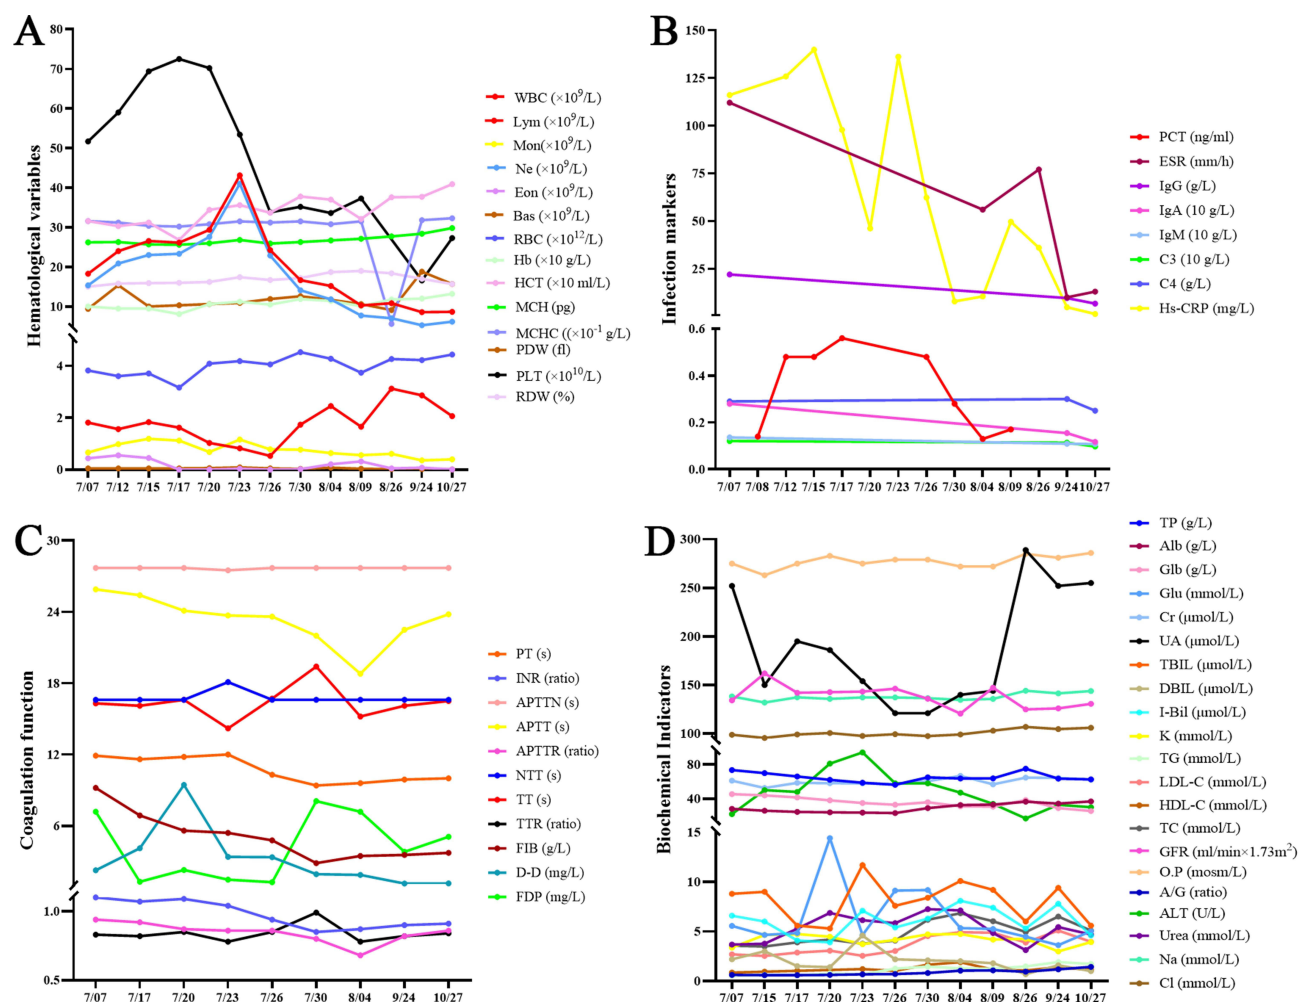 A
Hematological variables
80
70
60
50
40
30
20
10
4
2
0
7/07 7/12 7/15 7/17 7/20 7/23 7/26 7/30 8/04 8/09 8/26 9/24 10/27
WBC (×10⁹/L)
Lym (×10⁹/L)
Mon(×10⁹/L)
Ne (×10⁹/L)
Eon (×10⁹/L)
Bas (×10⁹/L)
RBC (×10¹²/L)
Hb (×10 g/L)
HCT (×10 ml/L)
MCH (pg)
MCHC ((×10⁻¹ g/L)
PDW (fl)
PLT (×10¹⁰/L)
RDW (%)
B
Infection markers
150
125
100
75
50
25
0.6
0.4
0.2
0.0
7/07 7/08 7/12 7/15 7/17 7/20 7/23 7/26 7/30 8/04 8/09 8/26 9/24 10/27
PCT (ng/ml)
ESR (mm/h)
IgG (g/L)
IgA (10 g/L)
IgM (10 g/L)
C3 (10 g/L)
C4 (g/L)
Hs-CRP (mg/L)
C
Coagulation function
30
24
18
12
6
1.0
0.5
7/07 7/17 7/20 7/23 7/26 7/30 8/04 9/24 10/27
PT (s)
INR (ratio)
APTTN (s)
APTT (s)
APTTR (ratio)
NTT (s)
TT (s)
TTR (ratio)
FIB (g/L)
D-D (mg/L)
FDP (mg/L)
D
Biochemical Indicators
300
250
200
150
100
80
40
15
10
5
0
7/07 7/15 7/17 7/20 7/23 7/26 7/30 8/04 8/09 8/26 9/24 10/27
TP (g/L)
Alb (g/L)
Glb (g/L)
Glu (mmol/L)
Cr (μmol/L)
UA (μmol/L)
TBIL (μmol/L)
DBIL (μmol/L)
I-Bil (μmol/L)
K (mmol/L)
TG (mmol/L)
LDL-C (mmol/L)
HDL-C (mmol/L)
TC (mmol/L)
GFR (ml/min×1.73m²)
O.P (mosm/L)
A/G (ratio)
ALT (U/L)
Urea (mmol/L)
Na (mmol/L)
Cl (mmol/L)